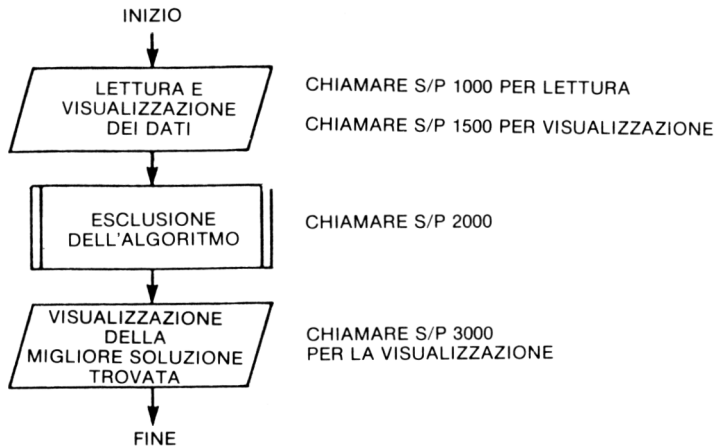 INIZIO
LETTURA E
VISUALIZZAZIONE
DEI DATI
CHIAMARE S/P 1000 PER LETTURA
CHIAMARE S/P 1500 PER VISUALIZZAZIONE
ESCLUSIONE
DELL'ALGORITMO
CHIAMARE S/P 2000
VISUALIZZAZIONE
DELLA
MIGLIORE SOLUZIONE
TROVATA
CHIAMARE S/P 3000
PER LA VISUALIZZAZIONE
FINE